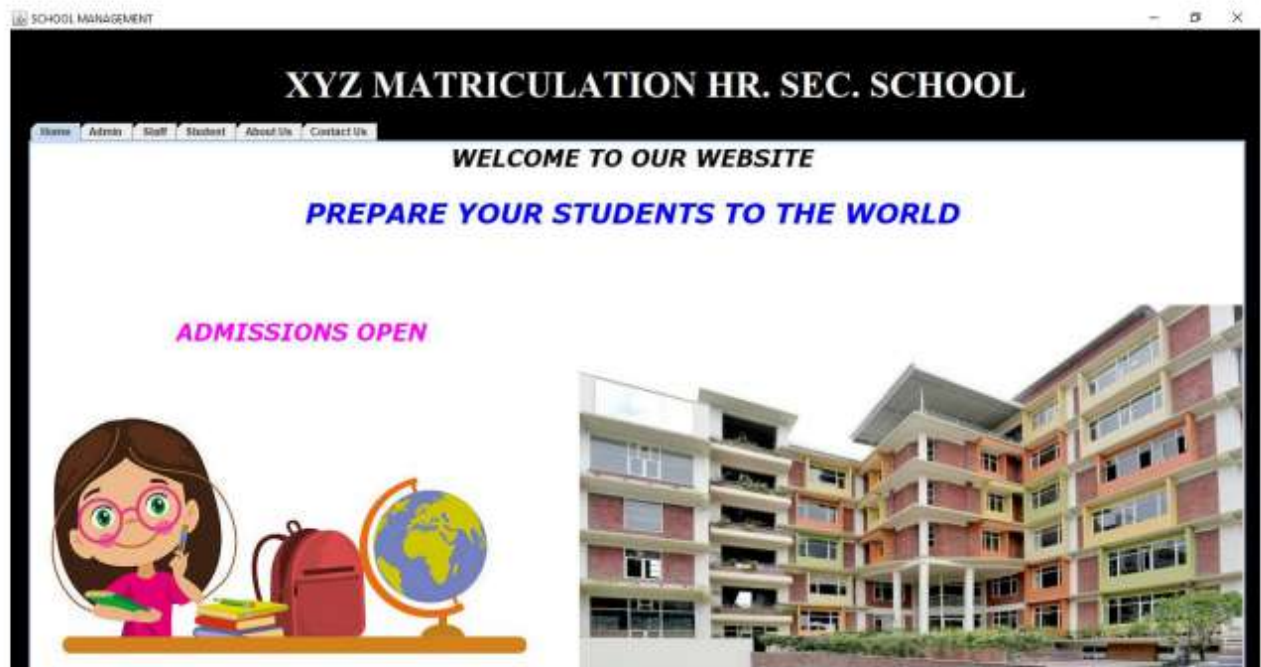 SCHOOL MANAGEMENT
XYZ MATRICULATION HR. SEC. SCHOOL
Home Admin Staff Student About Us Contact Us
WELCOME TO OUR WEBSITE
PREPARE YOUR STUDENTS TO THE WORLD
ADMISSIONS OPEN